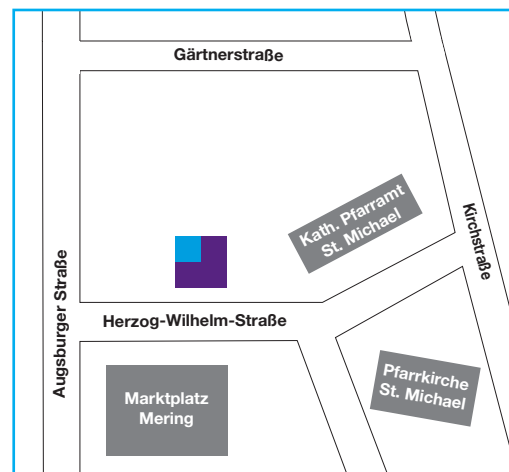 Gärtnerstraße
Kath. Pfarramt
St. Michael
Kirchstraße
Augsburger Straße
Herzog-Wilhelm-Straße
Marktplatz
Mering
Pfarrkirche
St. Michael